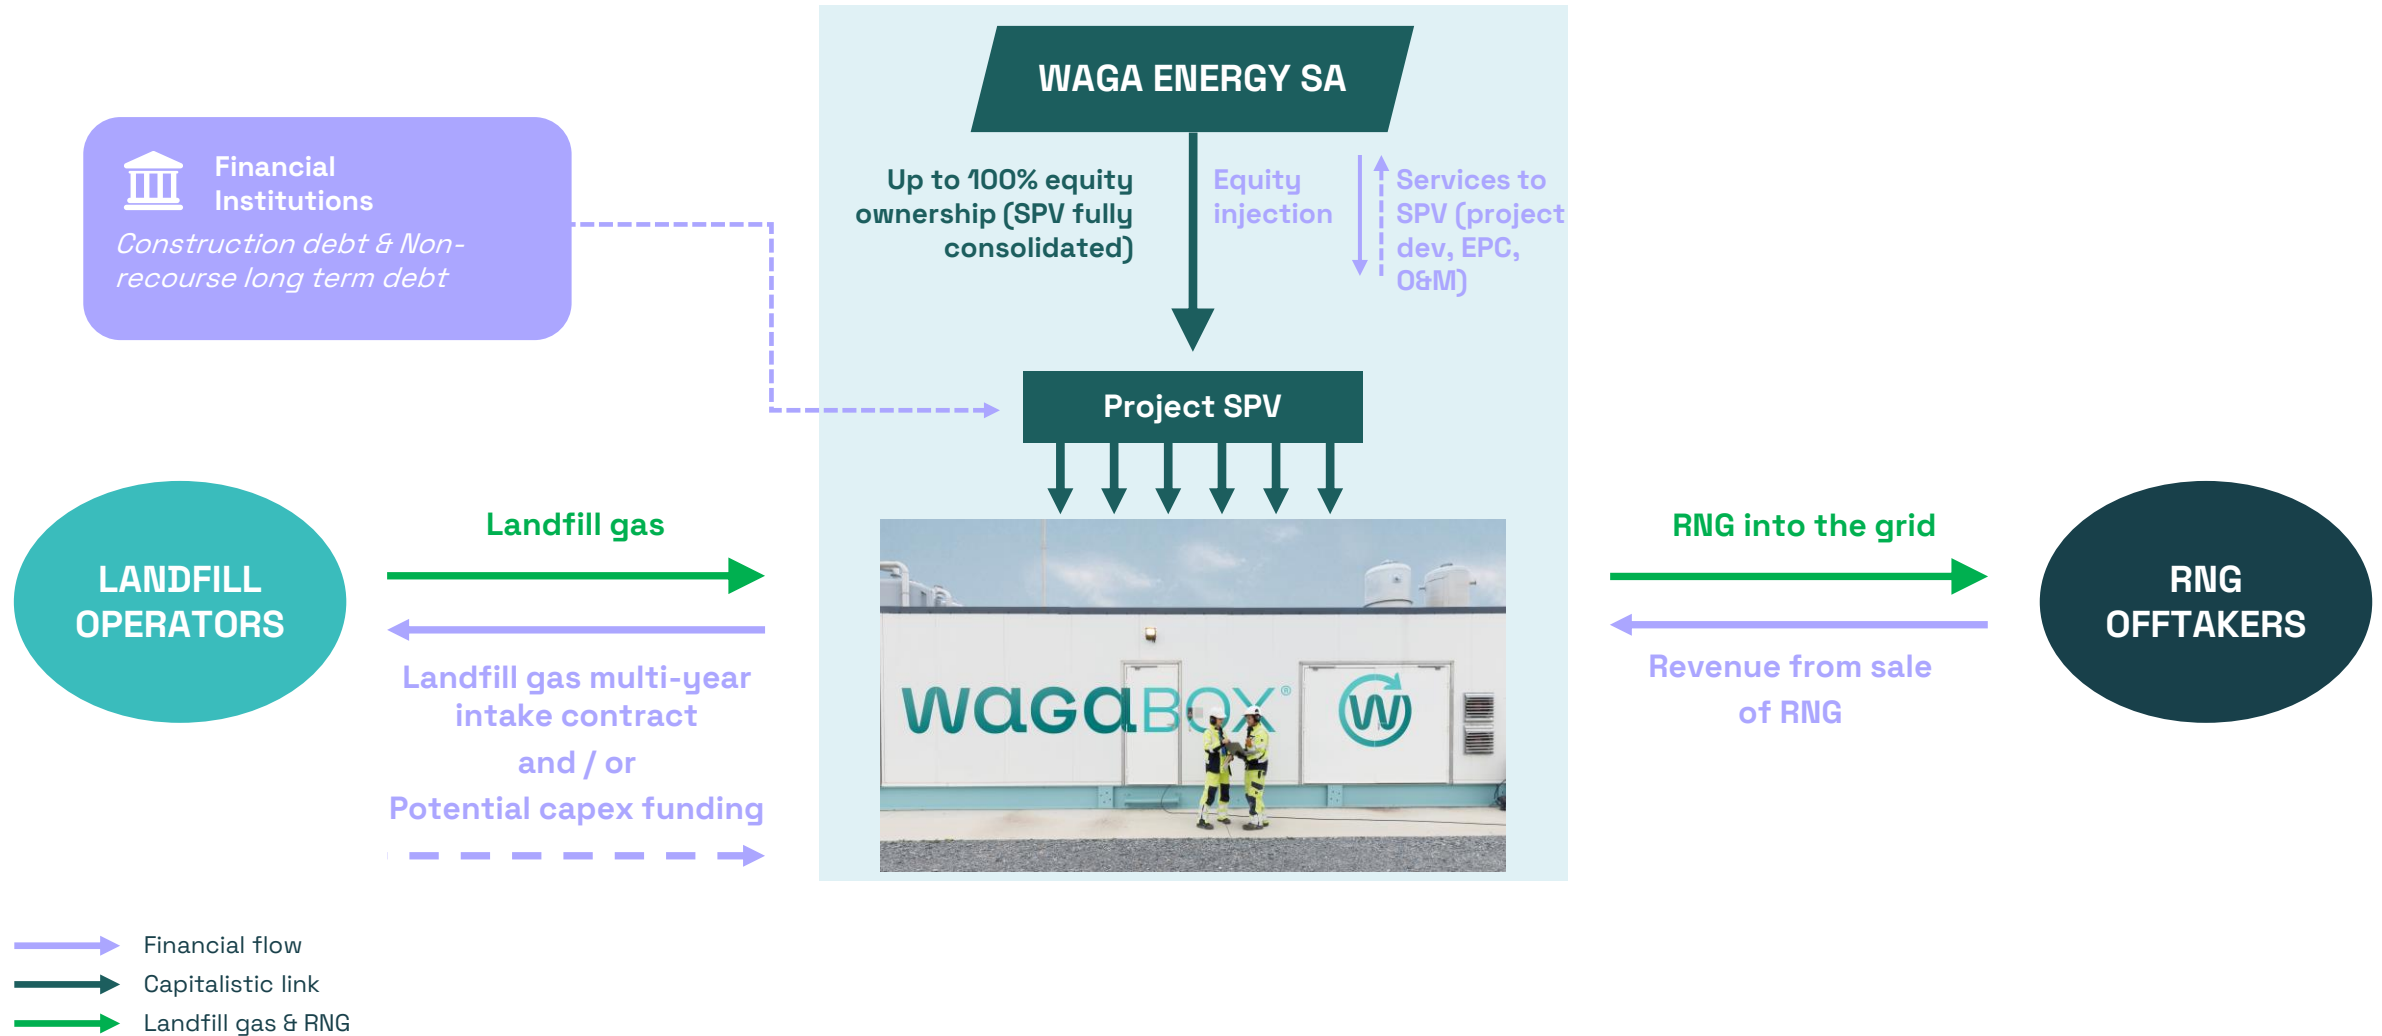 WAGA ENERGY SA
Financial
Institutions
Construction debt & Non-
recourse long term debt
Up to 100% equity
ownership (SPV fully
consolidated)
Equity
injection
Services to
SPV (project
dev, EPC,
O&M)
Project SPV
LANDFILL
OPERATORS
Landfill gas
Landfill gas multi-year
intake contract
and / or
Potential capex funding
wagaBOX®
W
RNG into the grid
Revenue from sale
of RNG
RNG
OFFTAKERS
Financial flow
Capitalistic link
Landfill gas & RNG